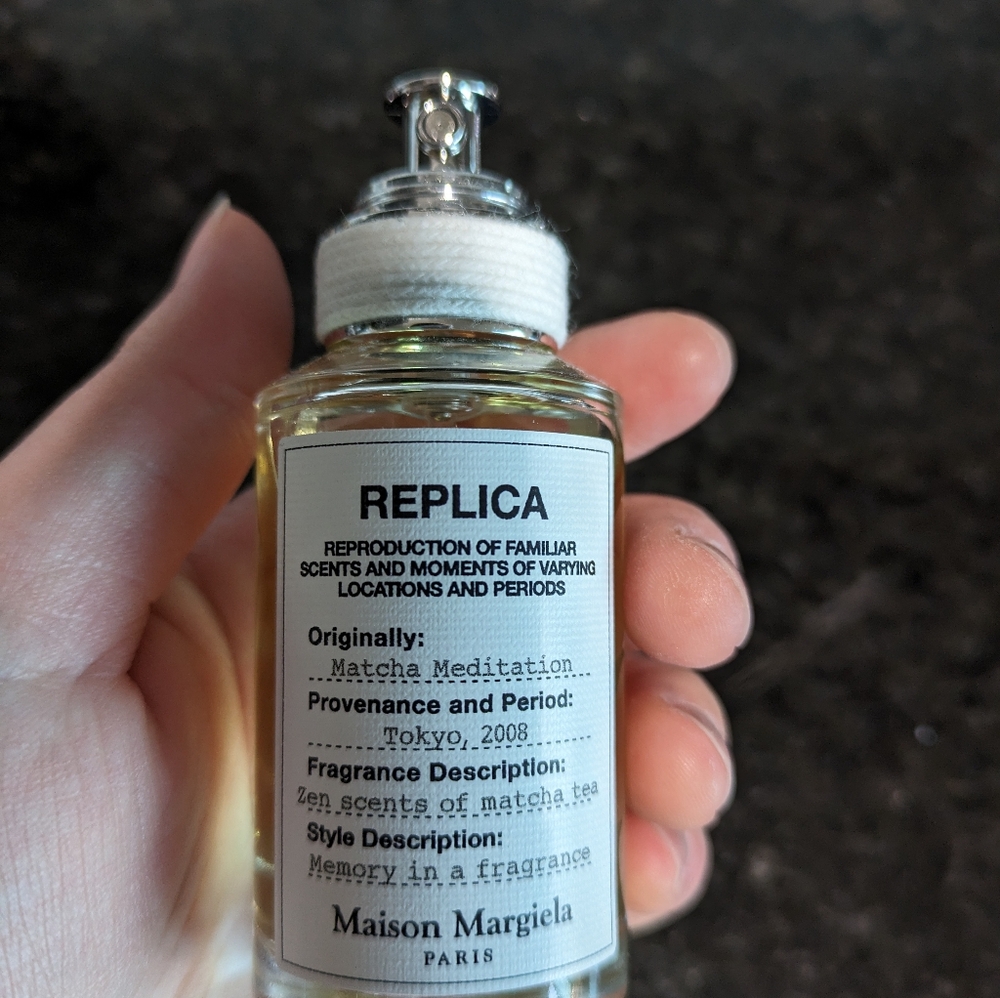 REPLICA
REPRODUCTION OF FAMILIAR
SCENTS AND MOMENTS OF VARYING
LOCATIONS AND PERIODS
Originally:
Matcha Meditation
Provenance and Period:
Tokyo, 2008
Fragrance Description:
Zen scents of matcha tea
Style Description:
Memory in a fragrance
Maison Margiela
PARIS